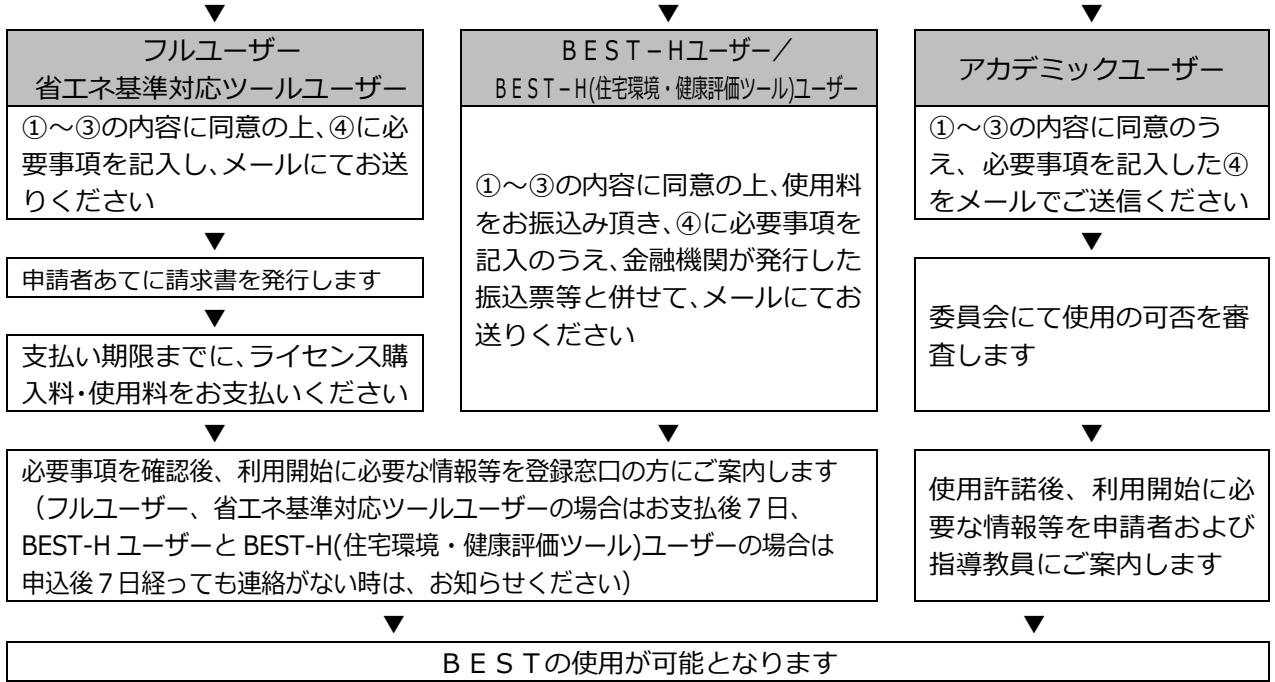 ▼
▼
▼
フルユーザー
省エネ基準対応ツールユーザー
①～③の内容に同意の上、④に必
要事項を記入し、メールにてお送
りください
▼
申請者あてに請求書を発行します
▼
支払い期限までに、ライセンス購
入料・使用料をお支払いください
▼
ＢＥＳＴ－Hユーザー／
ＢＥＳＴ－H(住宅環境・健康評価ツール)ユーザー
①～③の内容に同意の上、使用料
をお振込み頂き、④に必要事項を
記入のうえ、金融機関が発行した
振込票等と併せて、メールにてお
送りください
▼
必要事項を確認後、利用開始に必要な情報等を登録窓口の方にご案内します
（フルユーザー、省エネ基準対応ツールユーザーの場合はお支払後７日、
BEST-H ユーザーと BEST-H(住宅環境・健康評価ツール)ユーザーの場合は
申込後７日経っても連絡がない時は、お知らせください）
▼
アカデミックユーザー
①～③の内容に同意のう
え、必要事項を記入した④
をメールでご送信ください
▼
委員会にて使用の可否を審
査します
▼
使用許諾後、利用開始に必
要な情報等を申請者および
指導教員にご案内します
▼
ＢＥＳＴの使用が可能となります